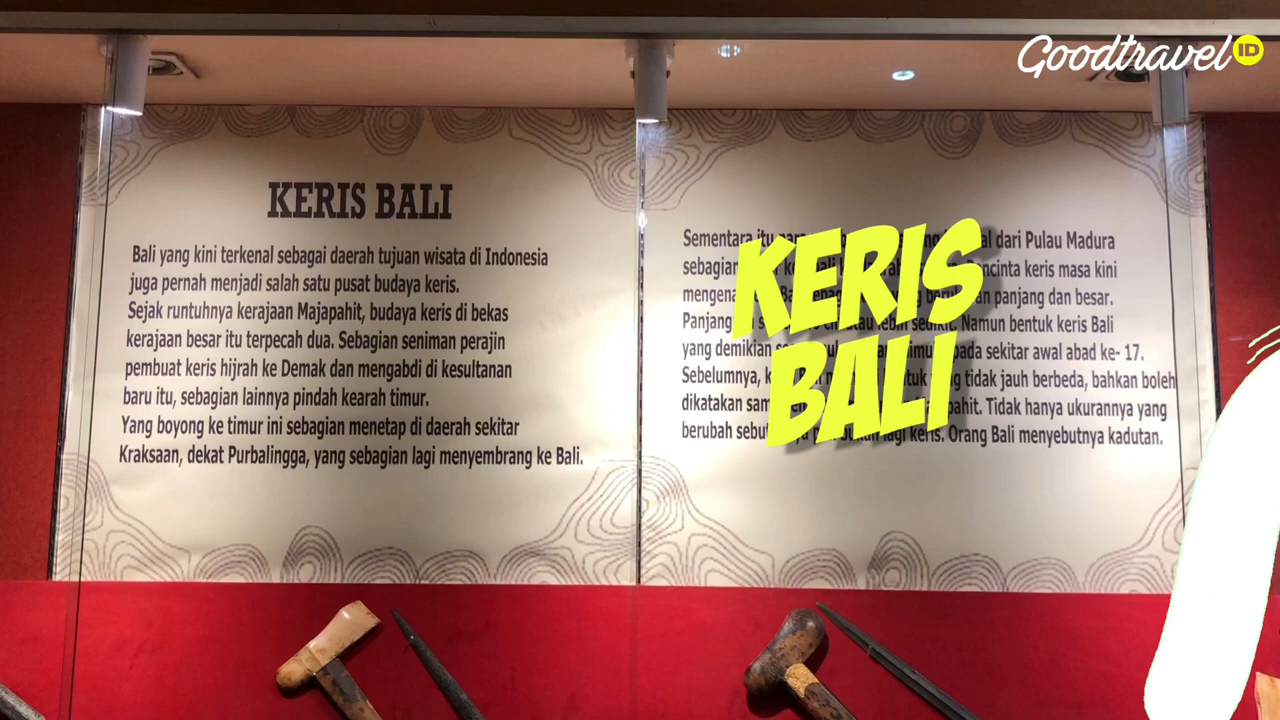 Goodtravel ID
KERIS BALI
Bali yang kini terkenal sebagai daerah tujuan wisata di Indonesia
juga pernah menjadi salah satu pusat budaya keris.
Sejak runtuhnya kerajaan Majapahit, budaya keris di bekas
kerajaan besar itu terpecah dua. Sebagian seniman perajin
pembuat keris hijrah ke Demak dan mengabdi di kesultanan
baru itu, sebagian lainnya pindah kearah timur.
Yang boyong ke timur ini sebagian menetap di daerah sekitar
Kraksaan, dekat Purbalingga, yang sebagian lagi menyembrang ke Bali.
Sementara itu dari Pulau Madura
sebagian keris masa kini
panjang dan besar.
Panjang atau lebih sedikit. Namun bentuk keris Bali
yang demikian pada sekitar awal abad ke- 17.
Sebelumnya, tidak jauh berbeda, bahkan boleh
dikatakan Tidak hanya ukurannya yang
berubah lagi keris. Orang Bali menyebutnya kadutan.
KERIS
BALI